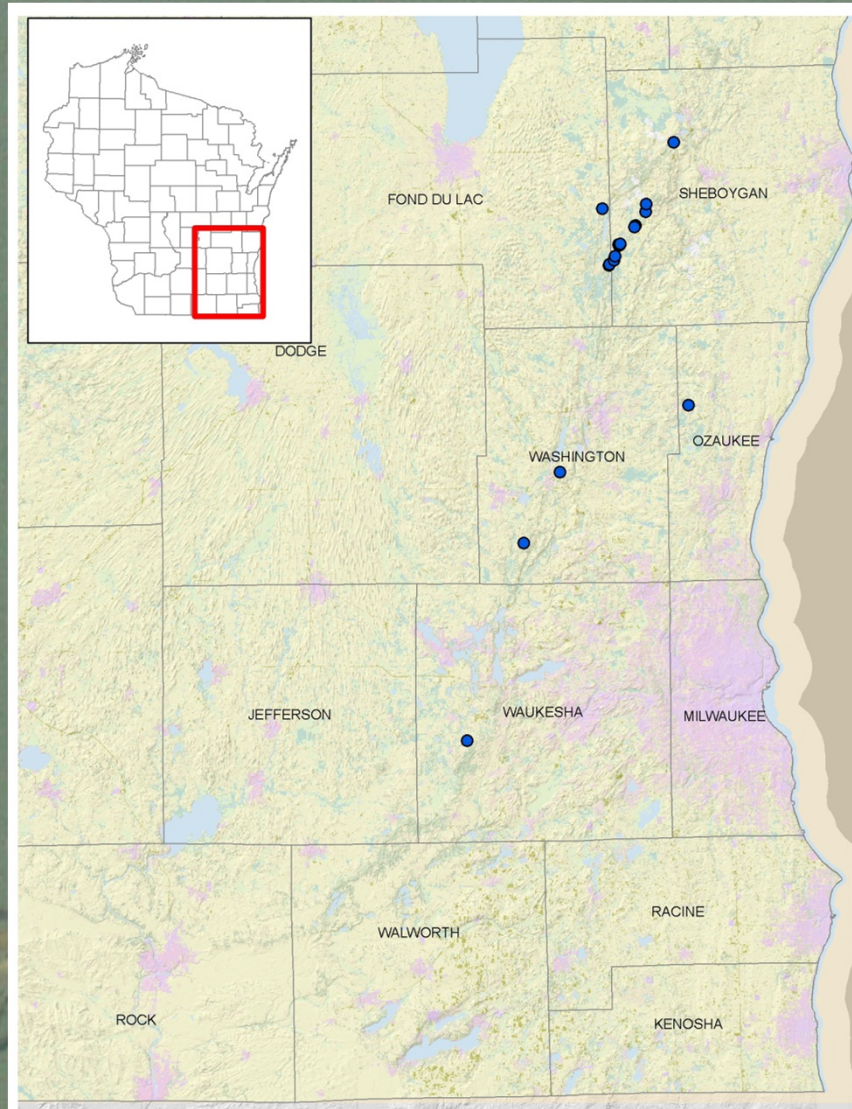 FOND DU LAC
SHEBOYGAN
DODGE
OZAUKEE
WASHINGTON
JEFFERSON
WAUKESHA
MILWAUKEE
RACINE
WALWORTH
ROCK
KENOSHA